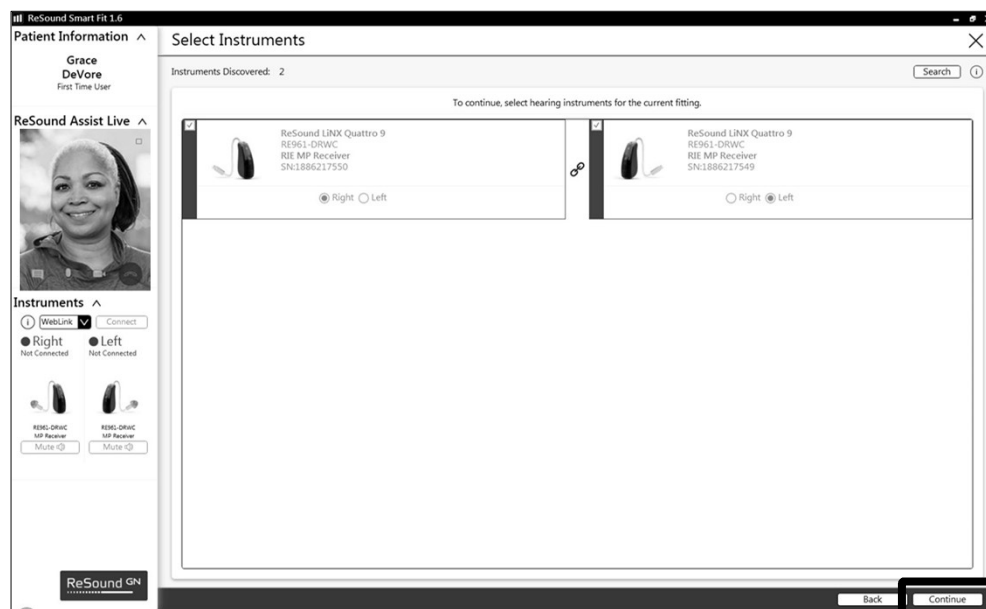 ReSound Smart Fit 1.6
Patient Information
Grace
DeVore
First Time User
ReSound Assist Live
Instruments
WebLink
Connect
Right Left
Not Connected Not Connected
RE961-DRWC RE961-DRWC
MP Receiver MP Receiver
Mute Mute
ReSound GN
Select Instruments
Instruments Discovered: 2
Search
To continue, select hearing instruments for the current fitting.
ReSound LiNX Quattro 9
RE961-DRWC
RIE MP Receiver
SN:1886217550
Right Left
ReSound LiNX Quattro 9
RE961-DRWC
RIE MP Receiver
SN:1886217549
Right Left
Back Continue